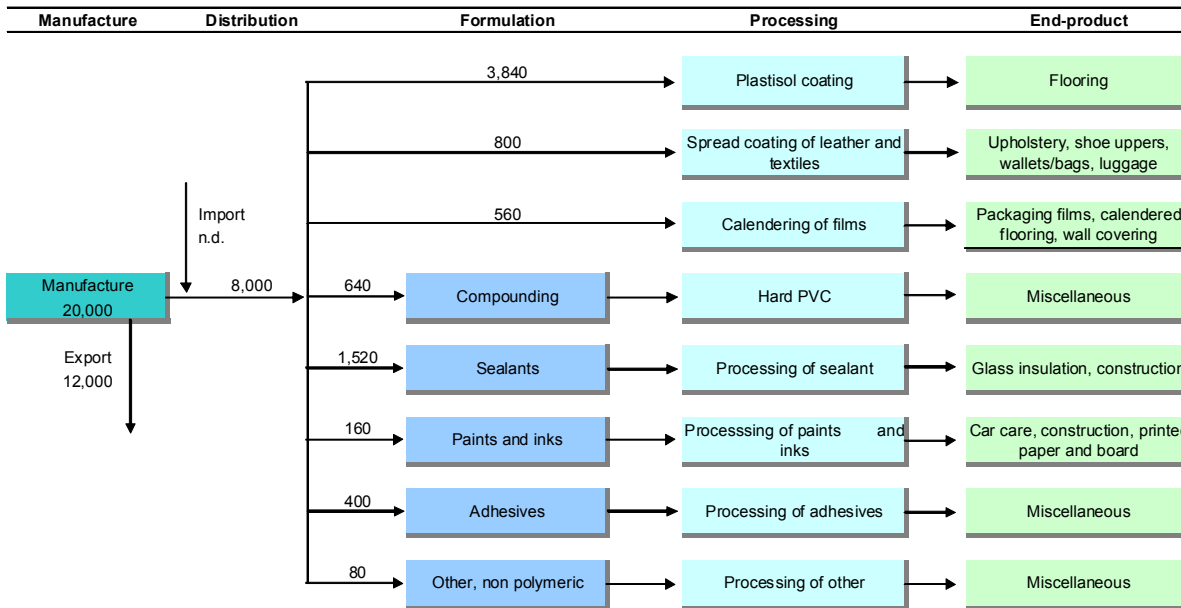 Manufacture Distribution Formulation Processing End-product
3,840
Plastisol coating
Flooring
800
Spread coating of leather and
textiles
Upholstery, shoe uppers,
wallets/bags, luggage
Import
n.d.
560
Calendering of films
Packaging films, calendered
flooring, wall covering
Manufacture
20,000
8,000
640
Compounding
Hard PVC
Miscellaneous
Export
12,000
1,520
Sealants
Processing of sealant
Glass insulation, construction
160
Paints and inks
Processsing of paints and
inks
Car care, construction, printe
paper and board
400
Adhesives
Processing of adhesives
Miscellaneous
80
Other, non polymeric
Processing of other
Miscellaneous